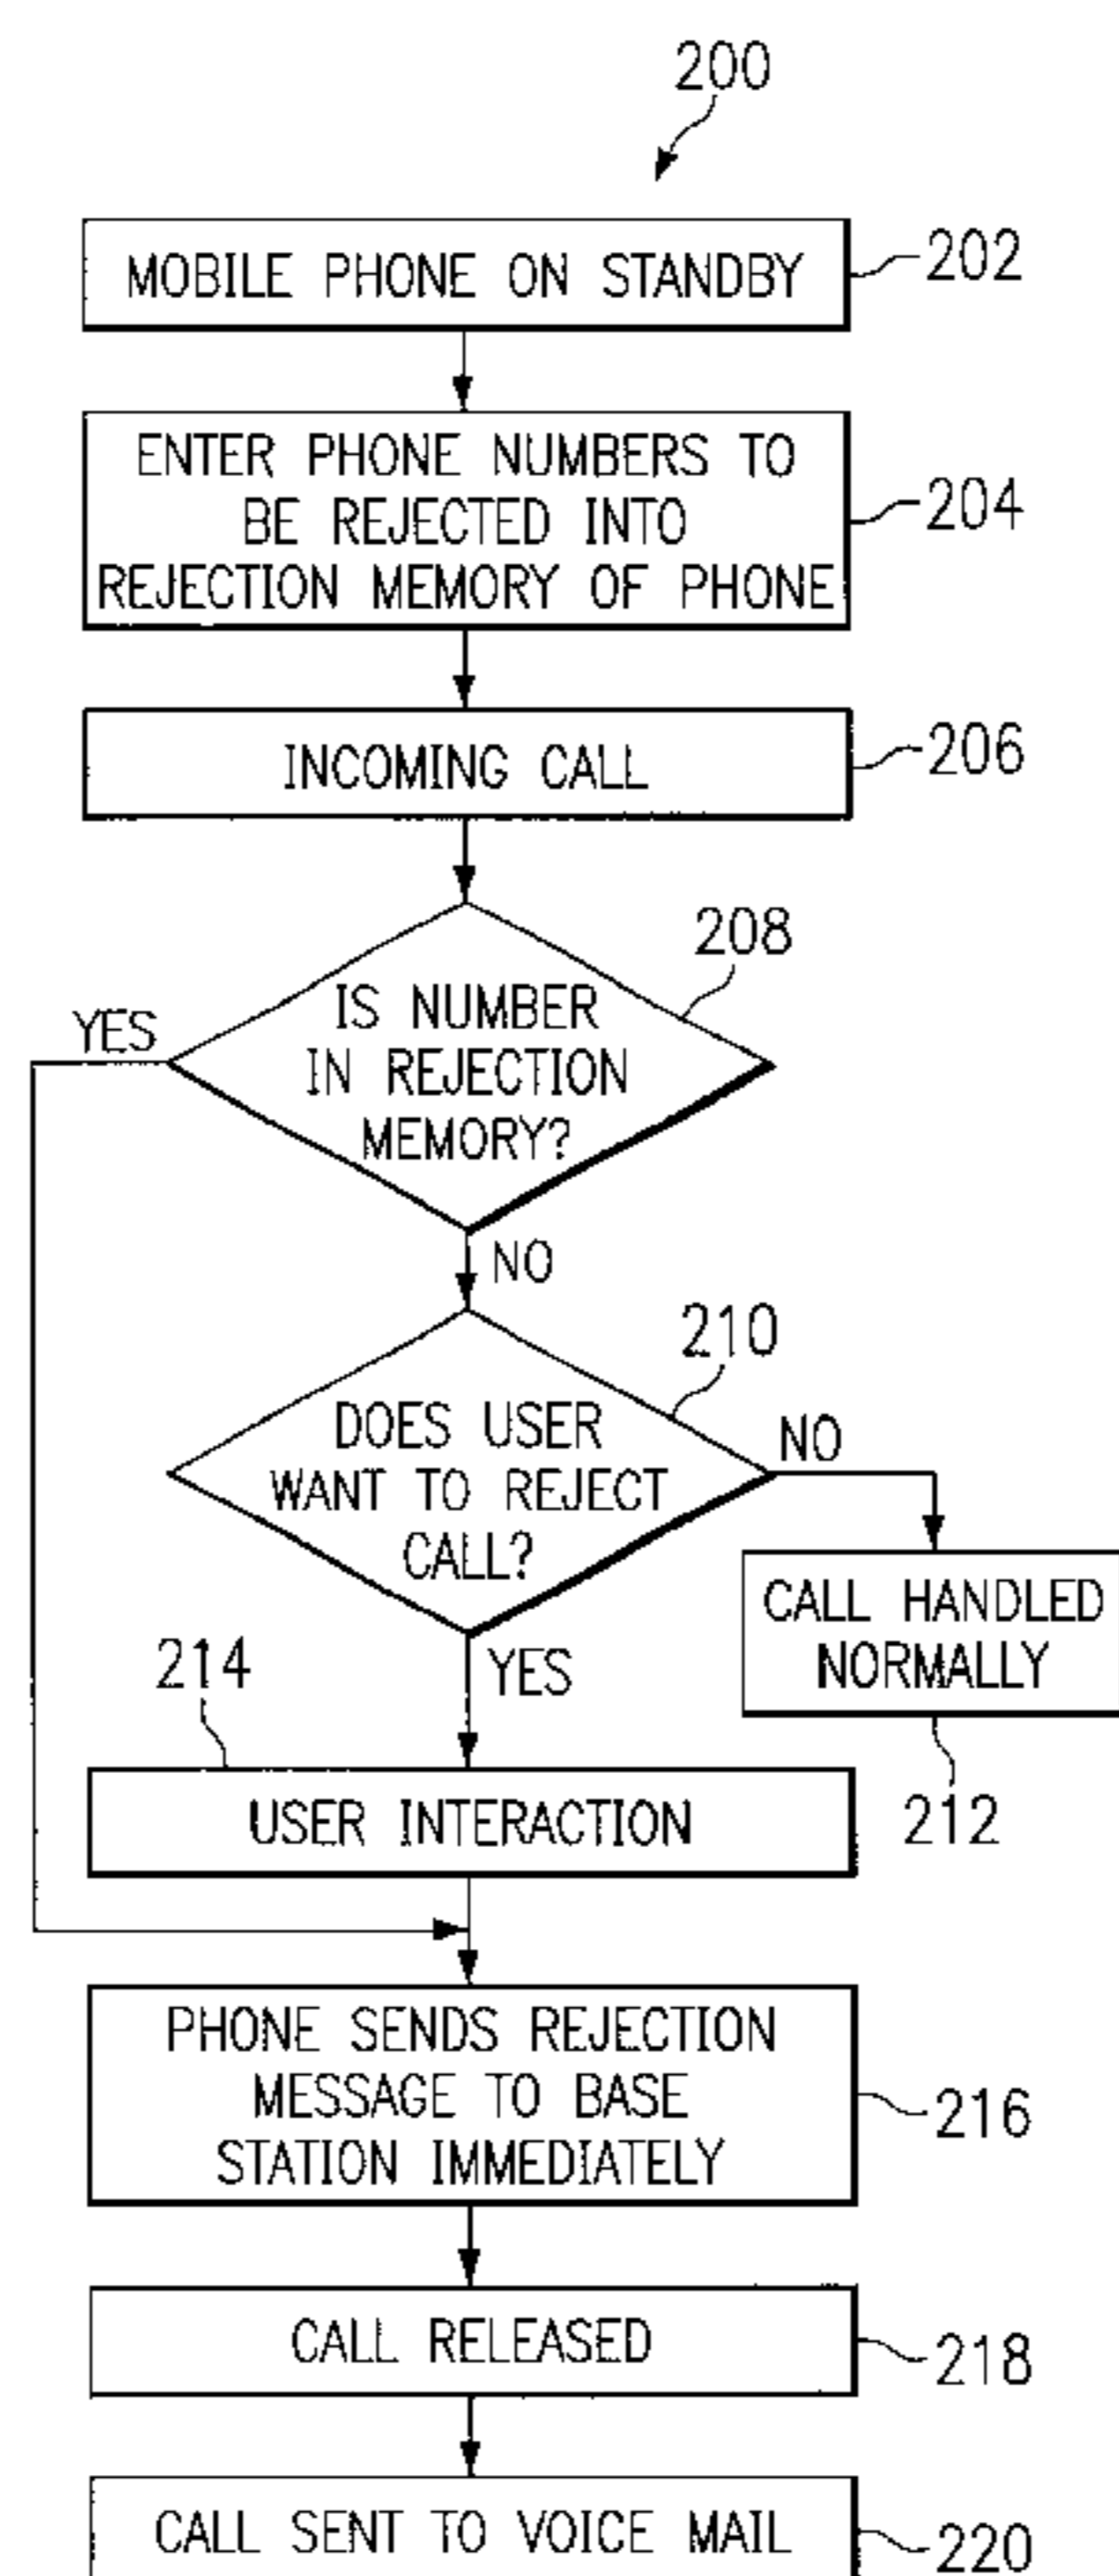 200
MOBILE PHONE ON STANDBY
202
ENTER PHONE NUMBERS TO
BE REJECTED INTO
REJECTION MEMORY OF PHONE
204
INCOMING CALL
206
208
IS NUMBER
IN REJECTION
MEMORY?
YES
NO
210
DOES USER
WANT TO REJECT
CALL?
NO
CALL HANDLED
NORMALLY
212
YES
214
USER INTERACTION
PHONE SENDS REJECTION
MESSAGE TO BASE
STATION IMMEDIATELY
216
CALL RELEASED
218
CALL SENT TO VOICE MAIL
220